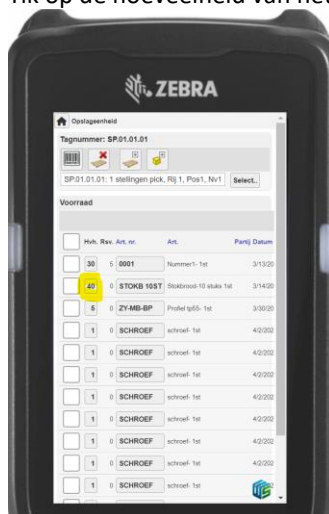 Tik op de hoeveelheid van het
ZEBRA
Opslageenheid
Tagnummer: SP.01.01.01
SP.01.01.01: 1 stellingen pick, Rij 1, Pos1, Nv1 Select..
Voorraad
Hvh. Rsv. Art. nr. Art. Partij Datum
30 5 0001 Nummer1- 1st 3/13/20
40 0 STOKB 10ST Stokbrood-10 stuks 1st 3/14/20
5 0 ZY-MB-BP Profiel tp55- 1st 3/30/20
1 0 SCHROEF schroef- 1st 4/2/202
1 0 SCHROEF schroef- 1st 4/2/202
1 0 SCHROEF schroef- 1st 4/2/202
1 0 SCHROEF schroef- 1st 4/2/202
1 0 SCHROEF schroef- 1st 4/2/202
1 0 SCHROEF schroef- 1st 4/2/202
1 0 SCHROEF schroef- 1st